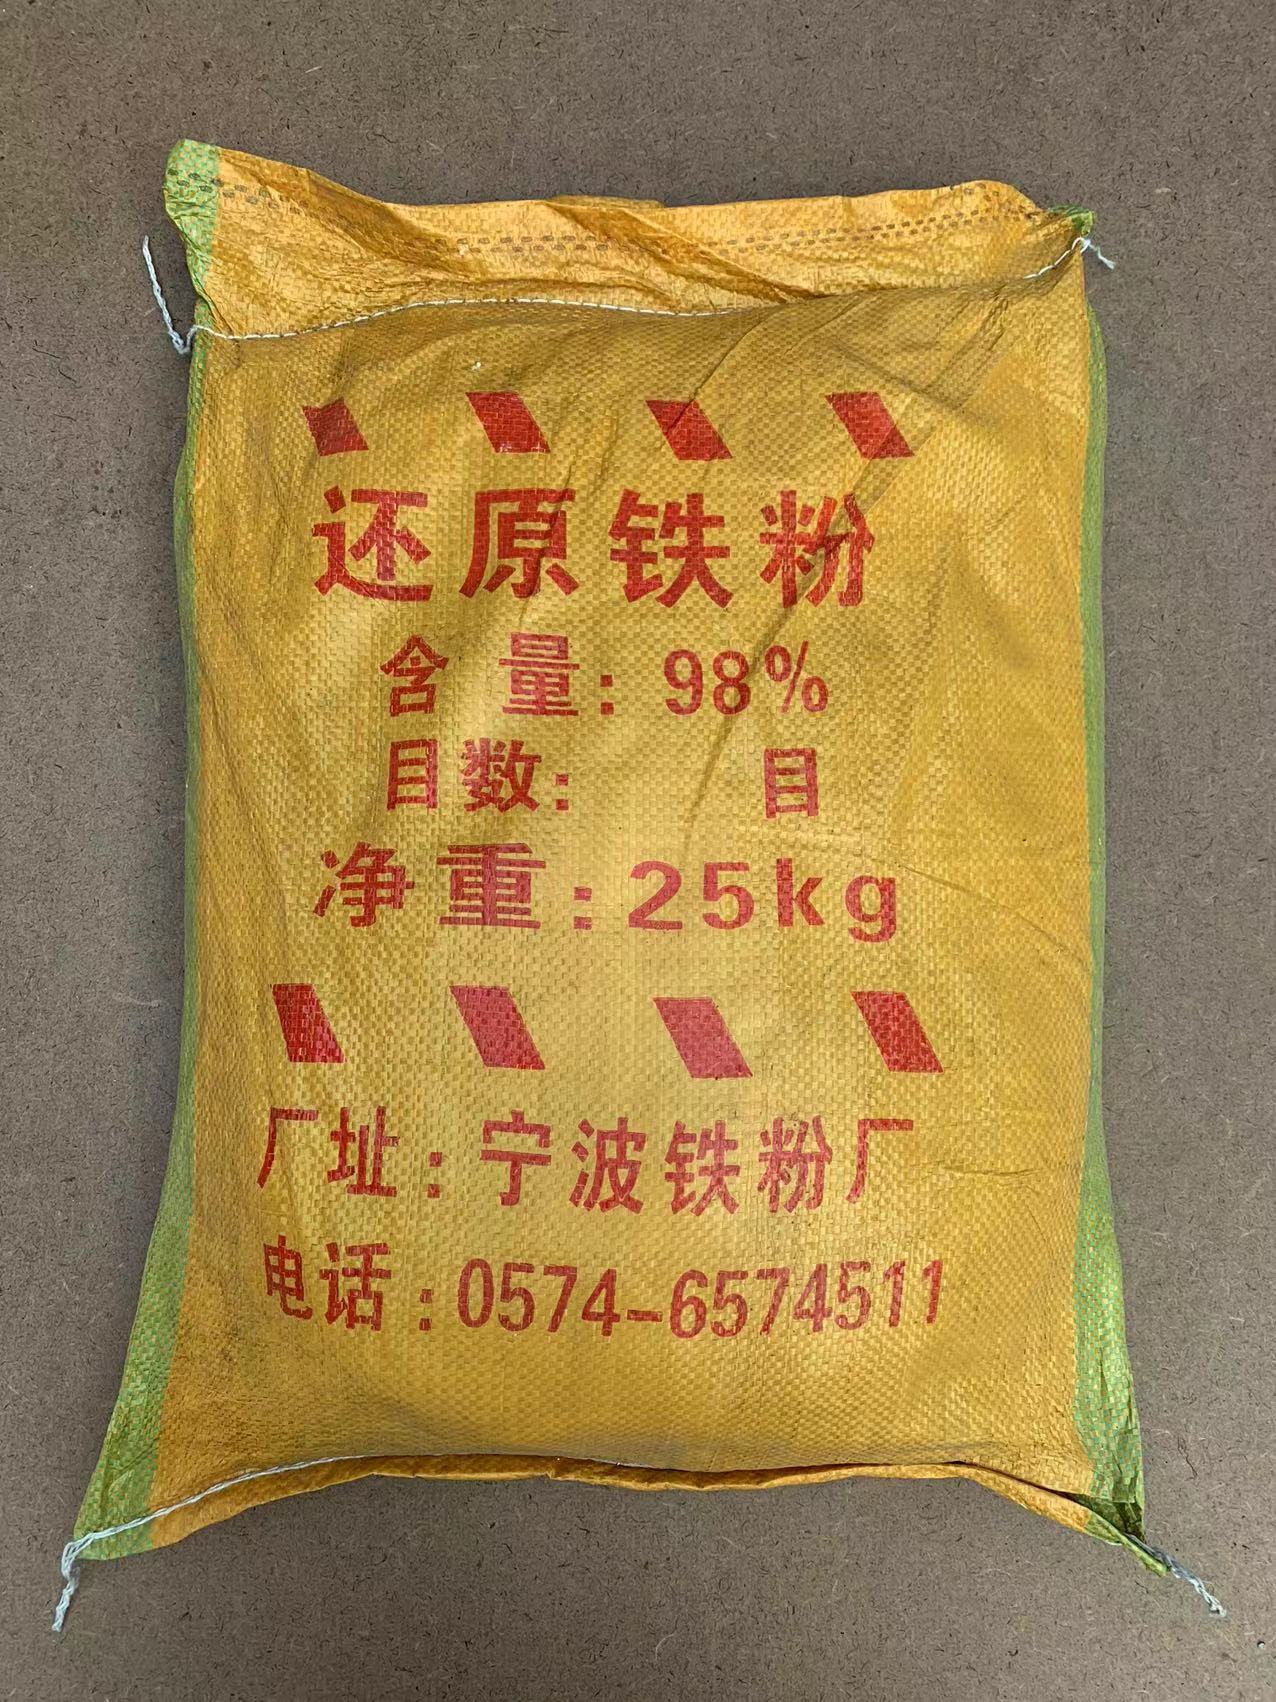 还原铁粉
含量：98%
目数：　　目
净重：25kg
厂址：宁波铁粉厂
电话：0574-6574511